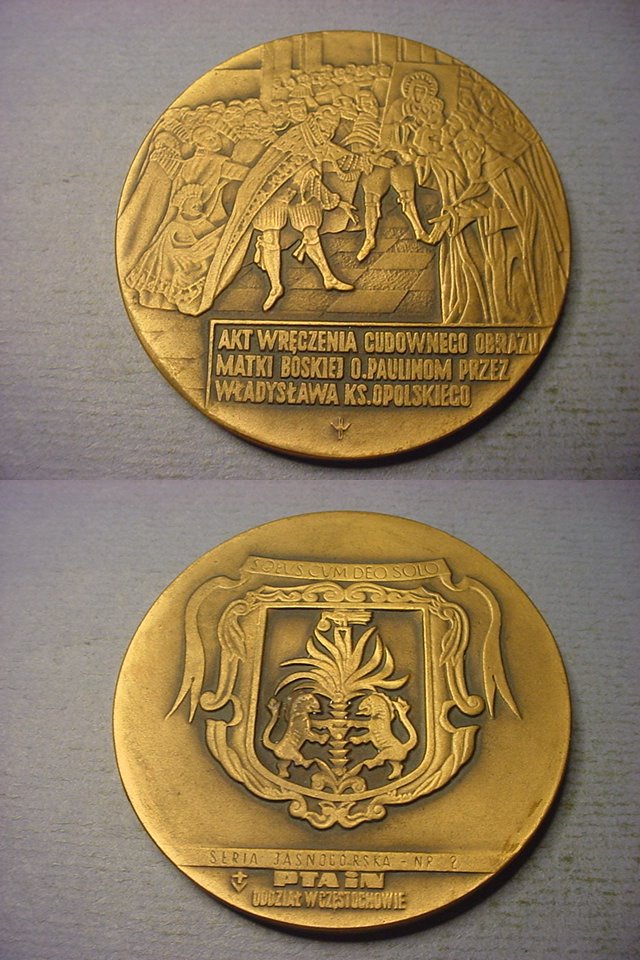 AKT WRĘCZENIA CUDOWNEGO OBRAZU
MATKI BOSKIEJ O.PAULINOM PRZEZ
WŁADYSŁAWA KS.OPOLSKIEGO
SOLUS CUM DEO SOLO
SERIA JASNOGÓRSKA - NR 2
PTAiN
ODDZIAŁ W CZĘSTOCHOWIE